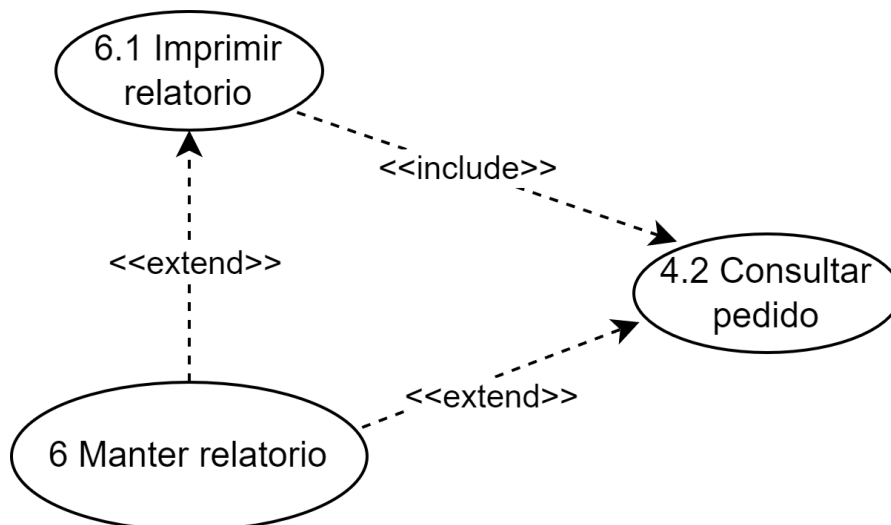 6.1 Imprimir
relatorio
<<include>>
<<extend>>
4.2 Consultar
pedido
<<extend>>
6 Manter relatorio